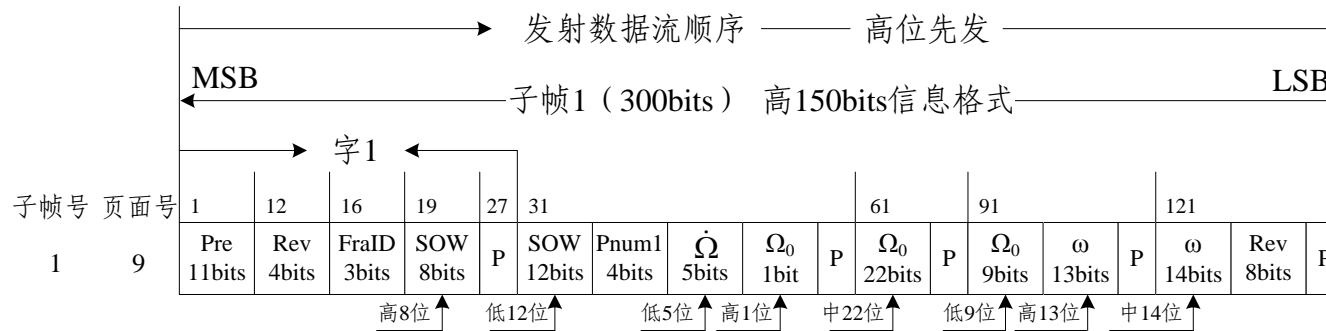 发射数据流顺序 高位先发
MSB LSB
子帧1（300bits） 高150bits信息格式
字1
子帧号 页面号 1 12 16 19 27 31 61 91 121
Pre Rev FraID SOW P SOW Pnum1 Ω̇ Ω₀ P Ω₀ P Ω₀ ω P ω Rev P
1 9 11bits 4bits 3bits 8bits 12bits 4bits 5bits 1bit 22bits 9bits 13bits 14bits 8bits
高8位 低12位 低5位 高1位 中22位 低9位 高13位 中14位